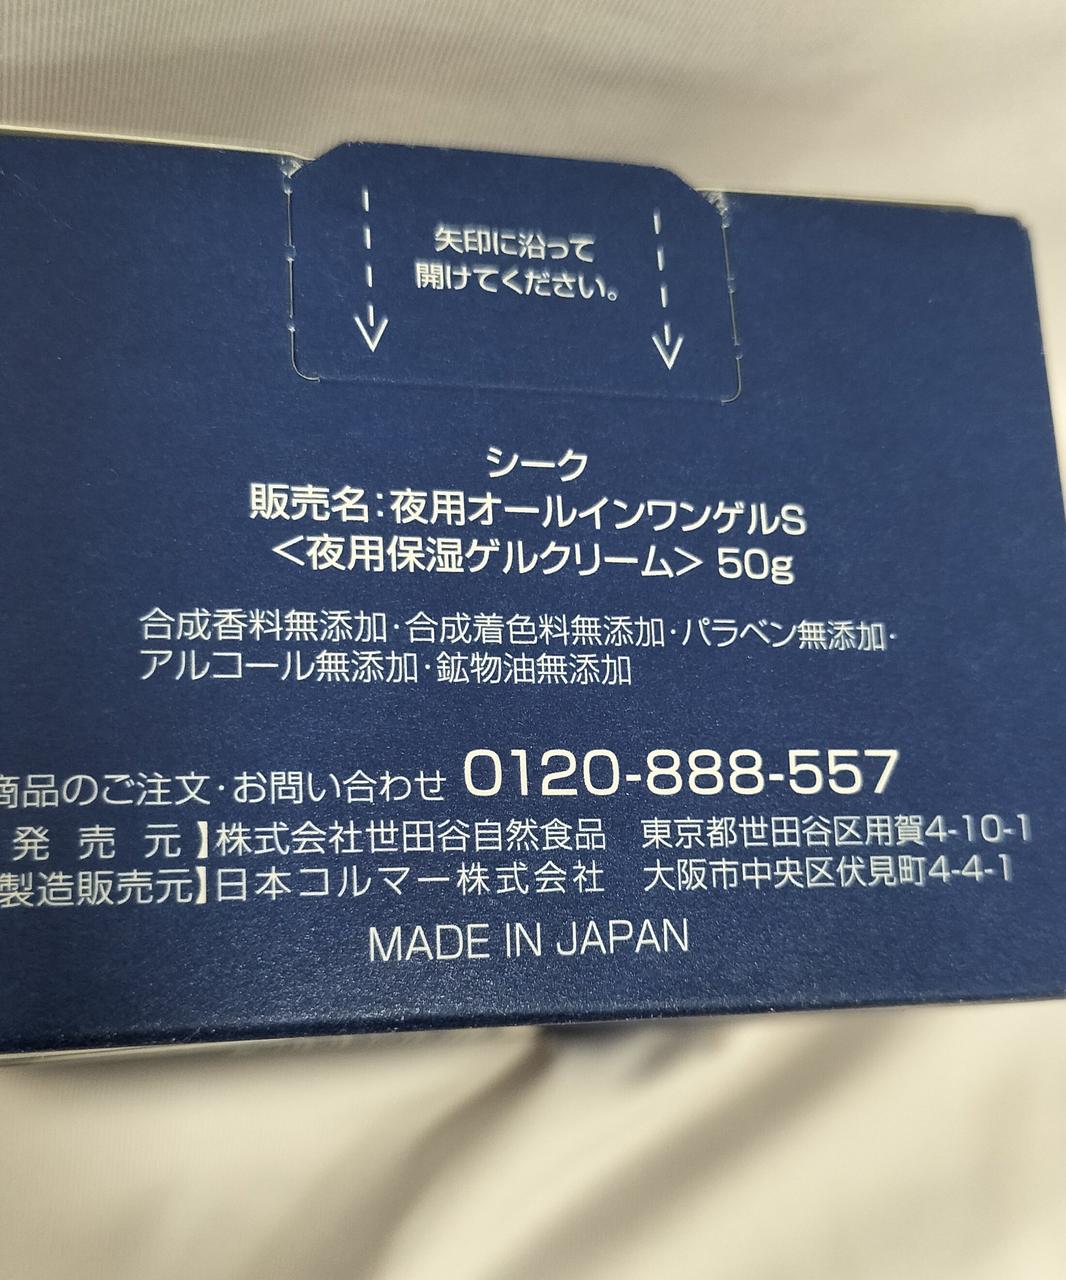 矢印に沿って
開けてください。
シーク
販売名:夜用オールインワンゲルS
<夜用保湿ゲルクリーム> 50g
合成香料無添加・合成着色料無添加・パラベン無添加・
アルコール無添加・鉱物油無添加
商品のご注文・お問い合わせ 0120-888-557
発売元】株式会社世田谷自然食品 東京都世田谷区用賀4-10-1
製造販売元】日本コルマー株式会社 大阪市中央区伏見町4-4-1
MADE IN JAPAN